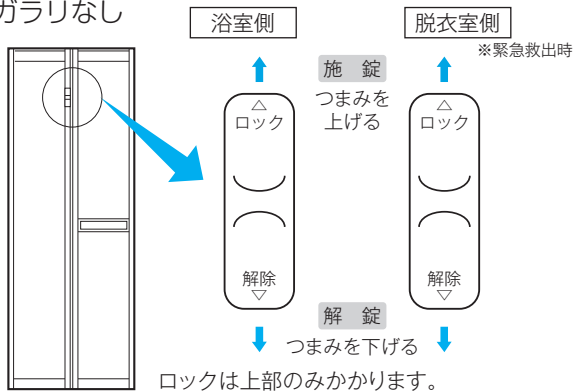 ガラリなし
浴室側
脱衣室側
※緊急救出時
施 錠
つまみを
上げる
△
ロック
解除
▽
△
ロック
解除
▽
解 錠
つまみを下げる
ロックは上部のみかかります。